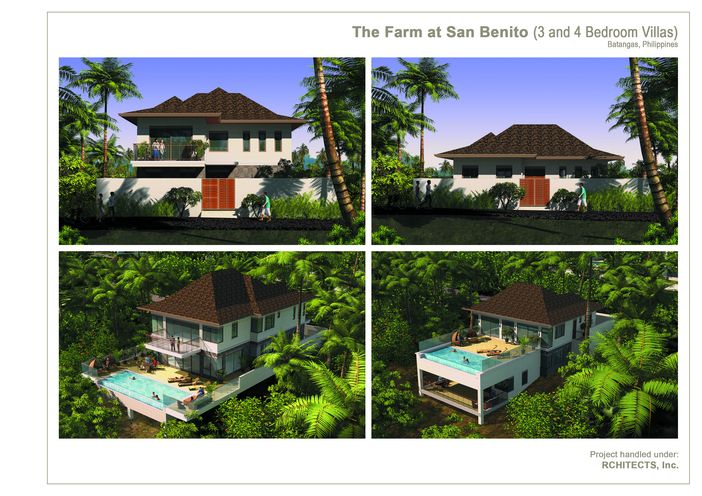 The Farm at San Benito (3 and 4 Bedroom Villas)
Batangas, Philippines
Project handled under:
RCHITECTS, Inc.